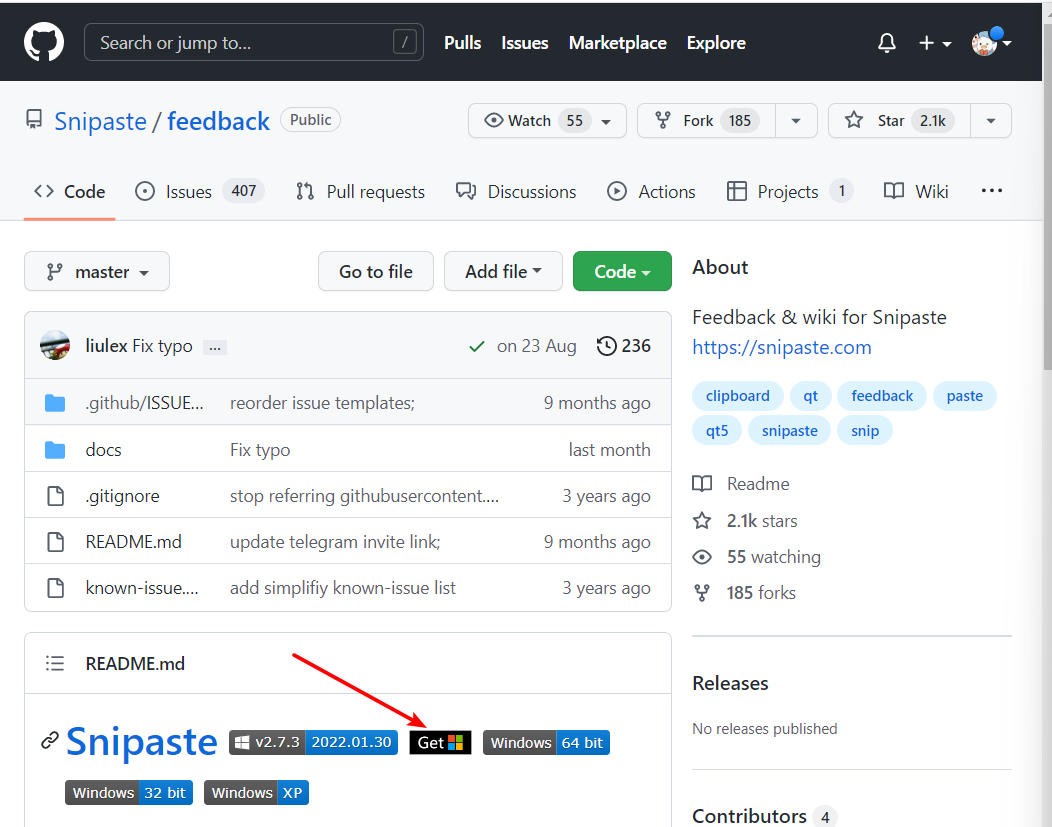 Search or jump to... / Pulls Issues Marketplace Explore
Snipaste / feedback Public Watch 55 Fork 185 Star 2.1k
Code Issues 407 Pull requests Discussions Actions Projects 1 Wiki ...
master Go to file Add file Code
liulex Fix typo ... on 23 Aug 236
.github/ISSUE... reorder issue templates; 9 months ago
docs Fix typo last month
.gitignore stop referring githubusercontent.... 3 years ago
README.md update telegram invite link; 9 months ago
known-issue.... add simplifiy known-issue list 3 years ago
README.md
Snipaste v2.7.3 2022.01.30 Get Windows 64 bit
Windows 32 bit Windows XP
About
Feedback & wiki for Snipaste
https://snipaste.com
clipboard qt feedback paste
qt5 snipaste snip
Readme
2.1k stars
55 watching
185 forks
Releases
No releases published
Contributors 4